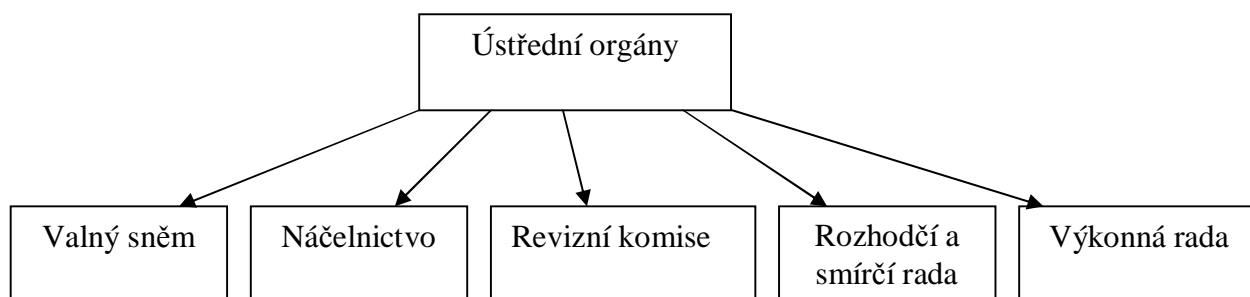 Ústřední orgány
Valný sněm
Náčelnictvo
Revizní komise
Rozhodčí a
smírčí rada
Výkonná rada